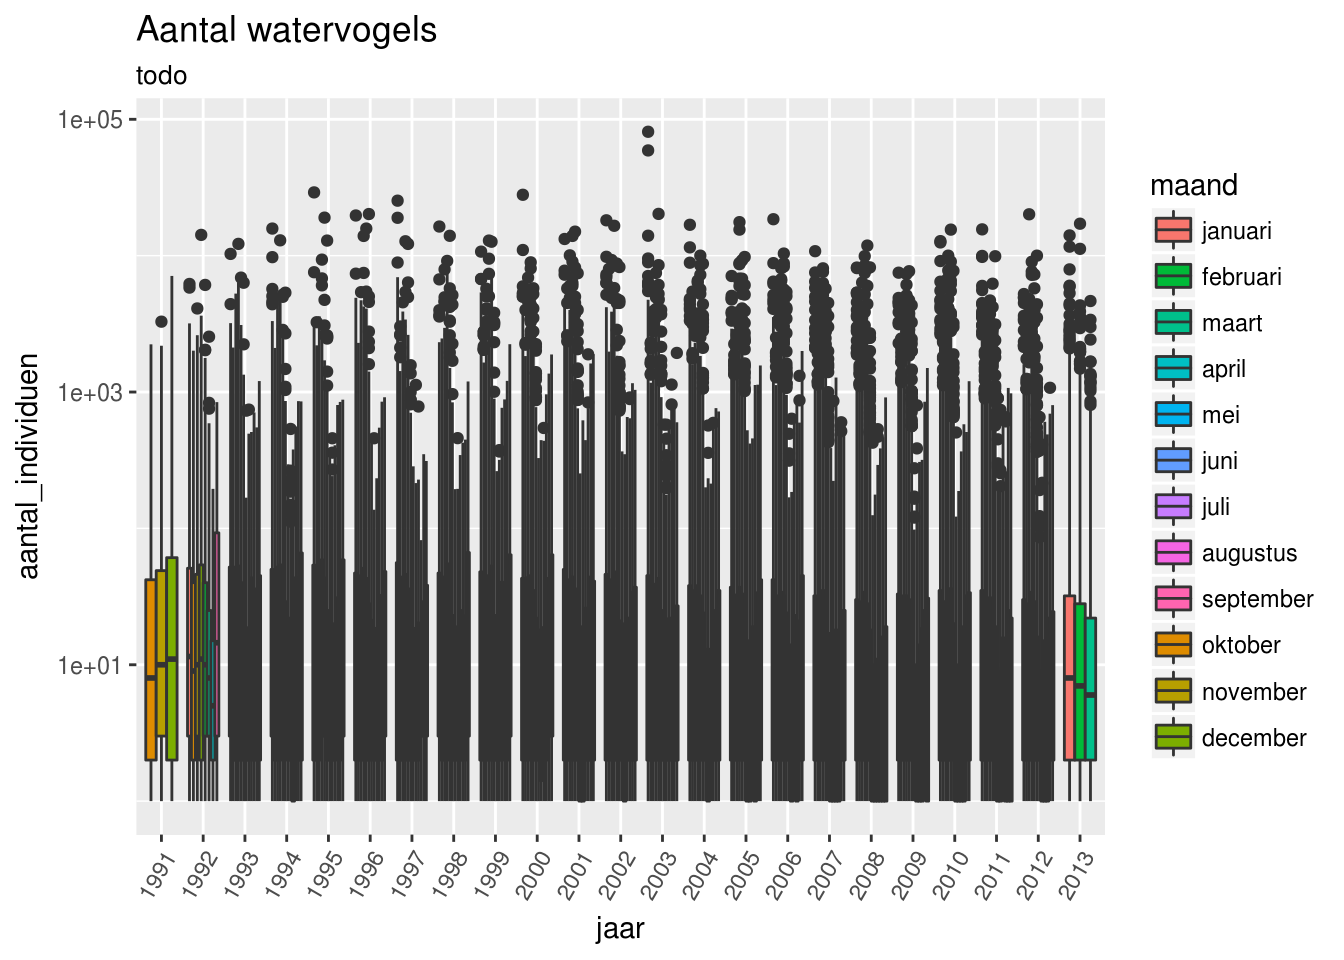 Aantal watervogels
todo
1e+05
1e+03
1e+01
aantal_individuen
1991
1992
1993
1994
1995
1996
1997
1998
1999
2000
2001
2002
2003
2004
2005
2006
2007
2008
2009
2010
2011
2012
2013
jaar
maand
januari
februari
maart
april
mei
juni
juli
augustus
september
oktober
november
december